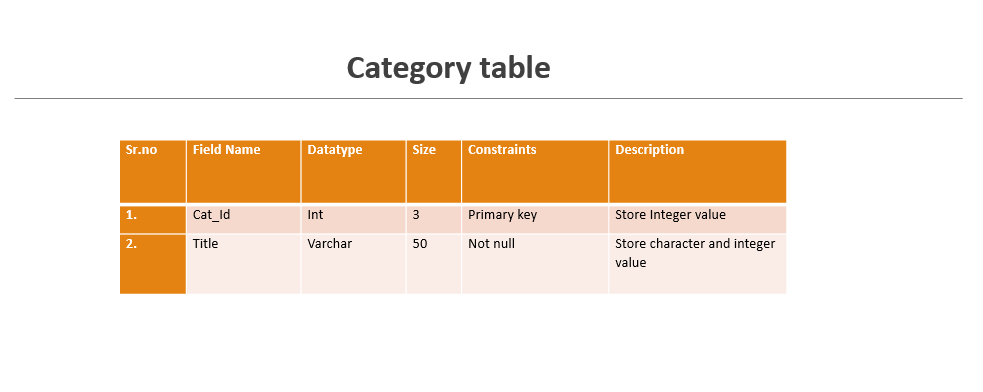 Category table
Sr.no Field Name Datatype Size Constraints Description
1. Cat_Id Int 3 Primary key Store Integer value
2. Title Varchar 50 Not null Store character and integer
value